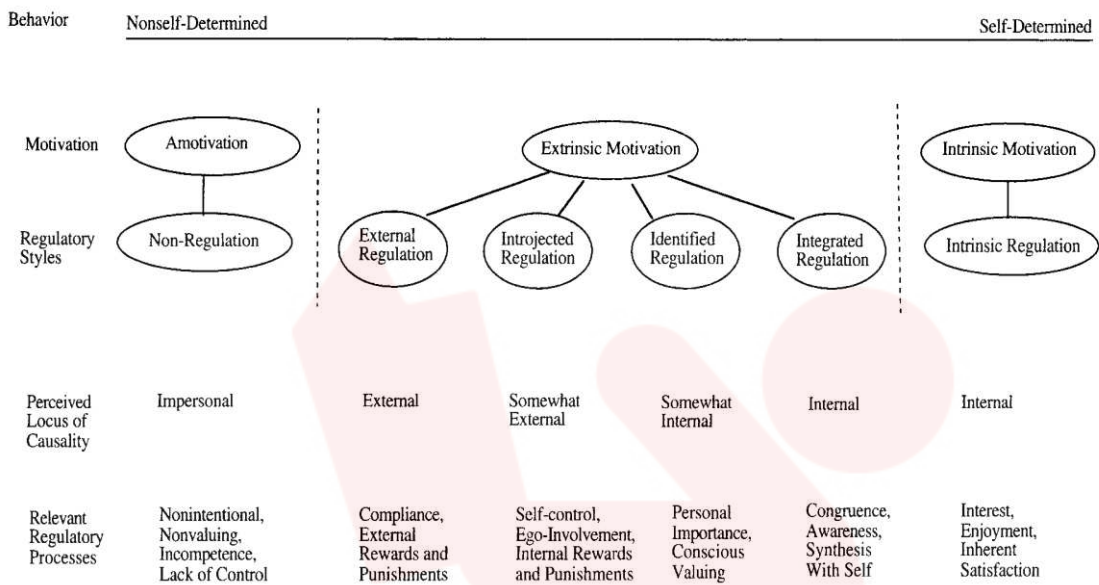 Behavior Nonself-Determined Self-Determined
Motivation Amotivation Extrinsic Motivation Intrinsic Motivation
Regulatory
Styles
Non-Regulation
External
Regulation
Introjected
Regulation
Identified
Regulation
Integrated
Regulation
Intrinsic Regulation
Perceived
Locus of
Causality
Impersonal
External
Somewhat
External
Somewhat
Internal
Internal
Internal
Relevant
Regulatory
Processes
Nonintentional,
Nonvaluing,
Incompetence,
Lack of Control
Compliance,
External
Rewards and
Punishments
Self-control,
Ego-Involvement,
Internal Rewards
and Punishments
Personal
Importance,
Conscious
Valuing
Congruence,
Awareness,
Synthesis
With Self
Interest,
Enjoyment,
Inherent
Satisfaction